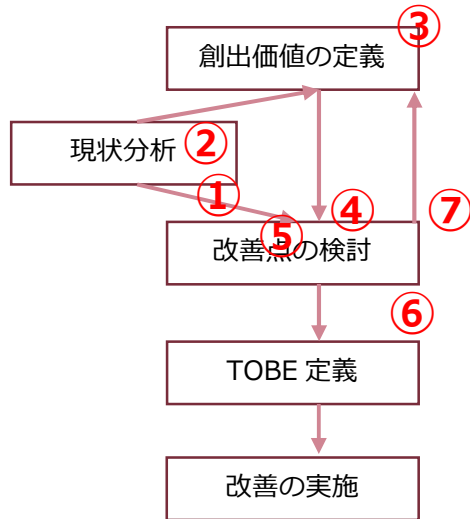 ③
創出価値の定義
現状分析
②
①
④
⑦
⑤
改善点の検討
⑥
TOBE 定義
改善の実施